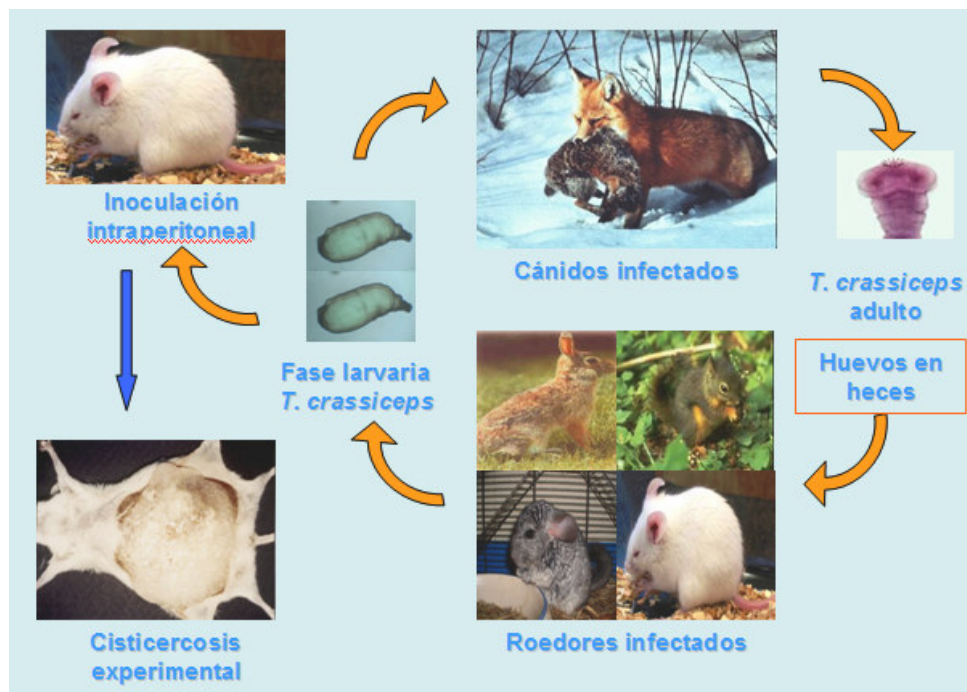 Inoculación
intraperitoneal
Cánidos infectados
T. crassiceps
adulto
Huevos en
heces
Fase larvaria
T. crassiceps
Roedores infectados
Cisticercosis
experimental